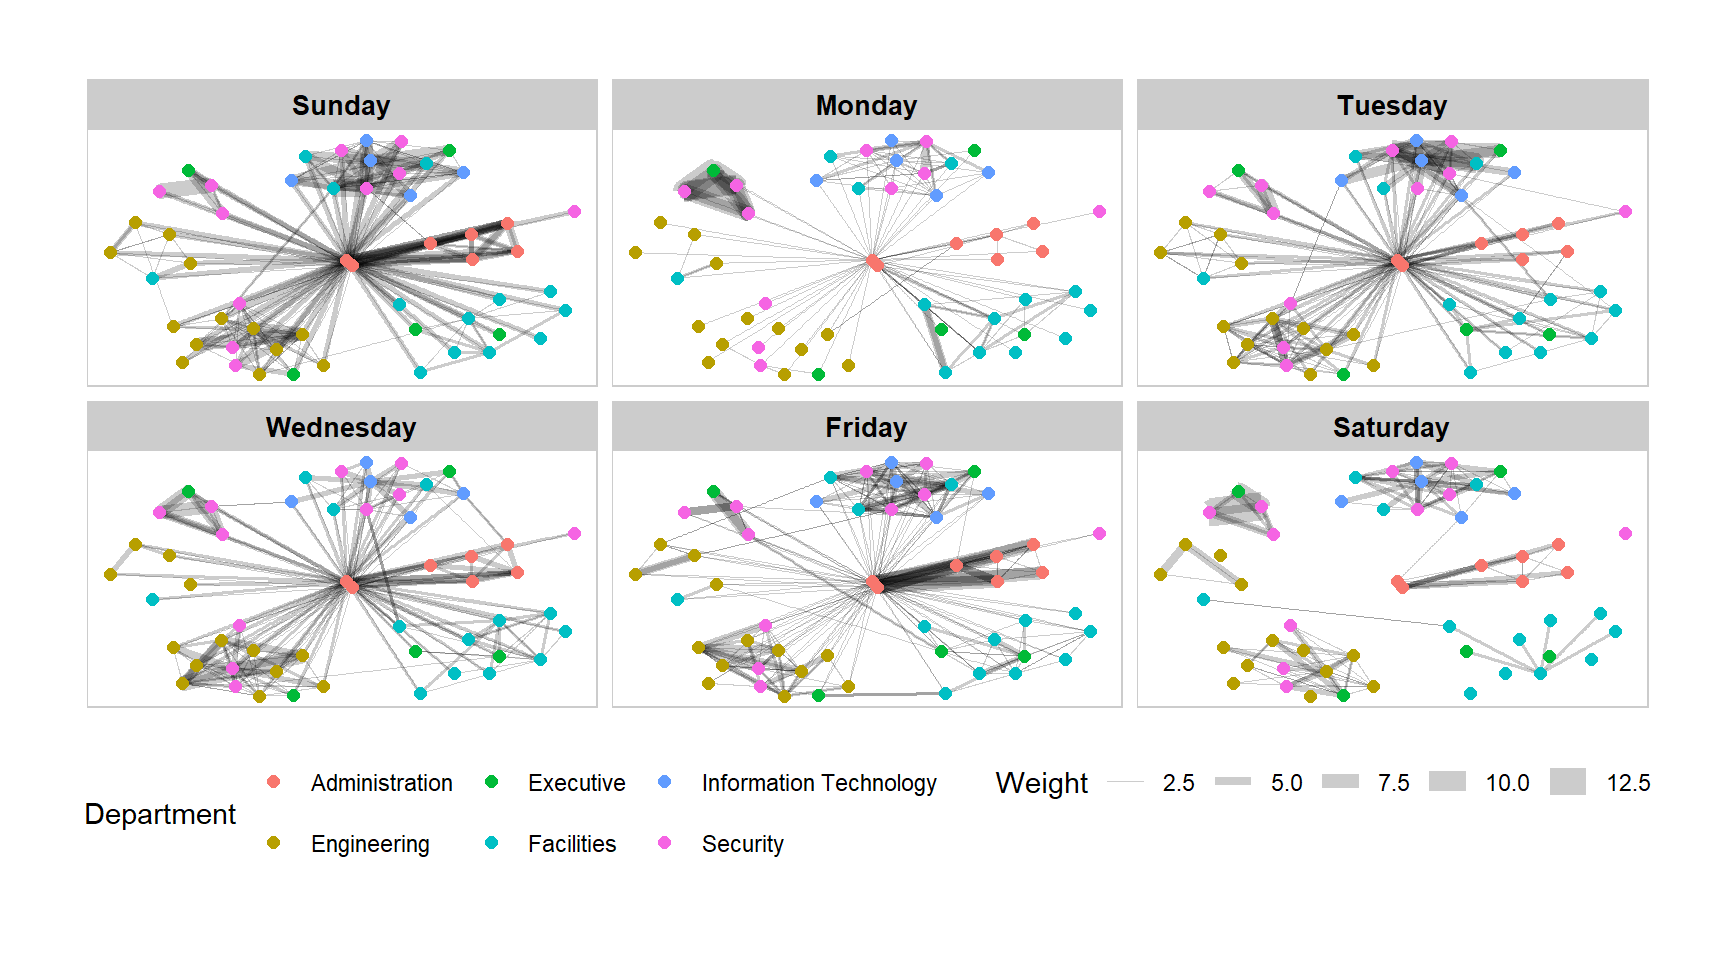 Sunday
Monday
Tuesday
Wednesday
Friday
Saturday
Department
Administration
Executive
Information Technology
Engineering
Facilities
Security
Weight
2.5
5.0
7.5
10.0
12.5